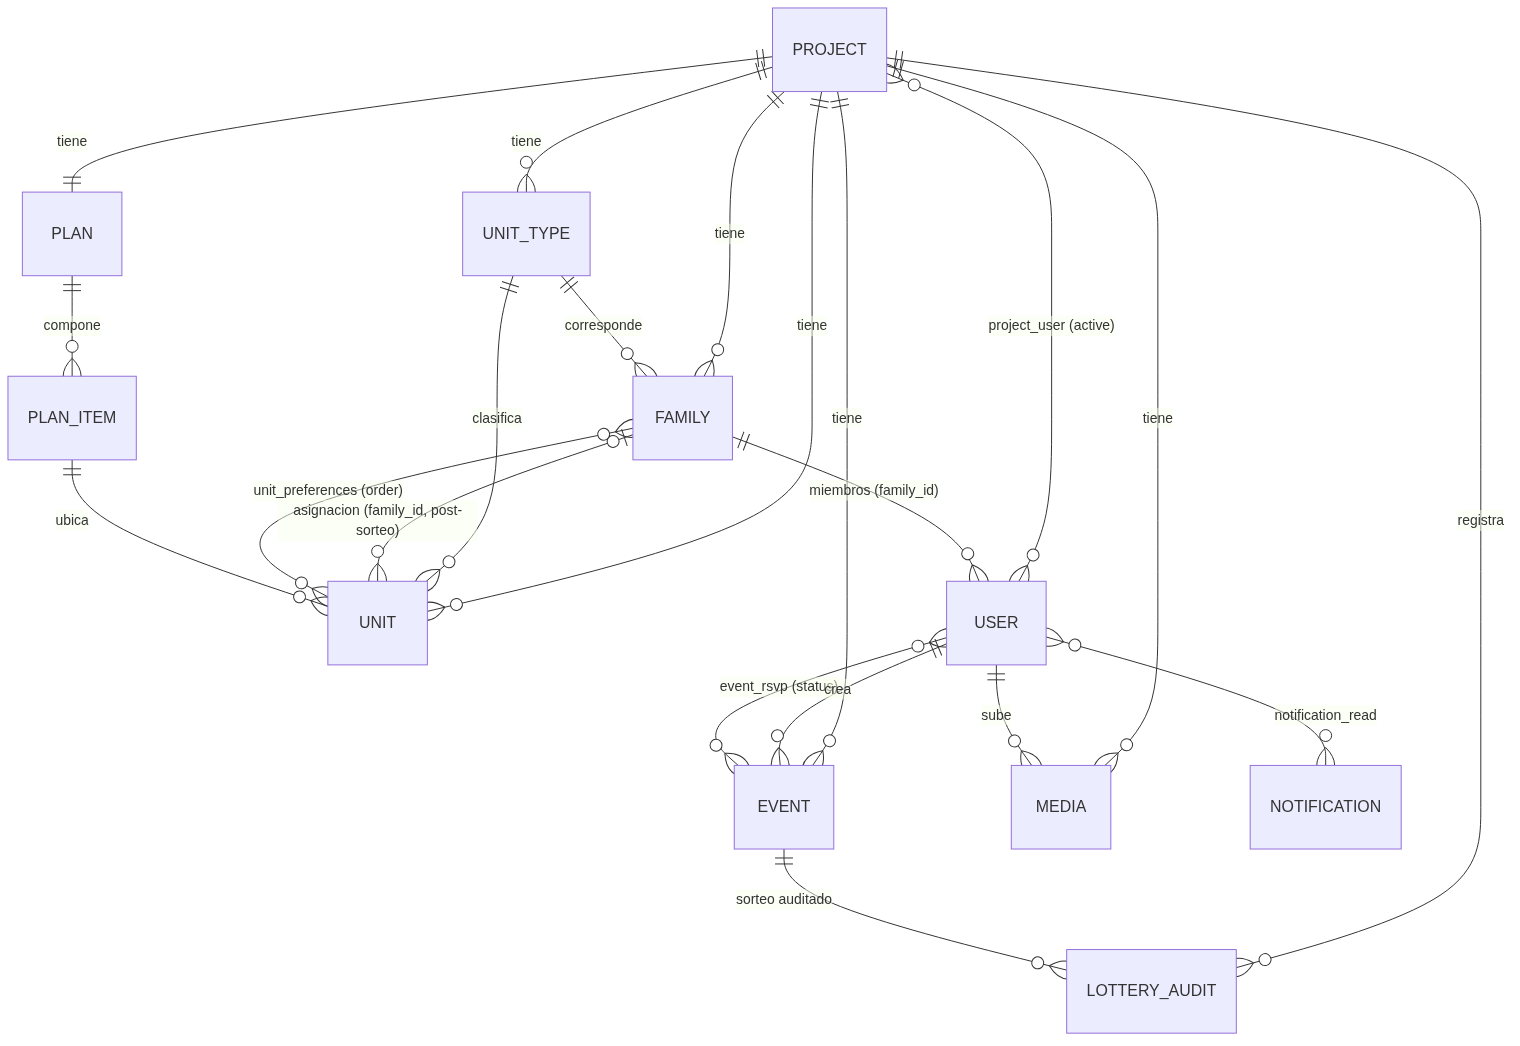 PROJECT
tiene
tiene
PLAN
UNIT_TYPE
tiene
compone
corresponde
tiene
project_user (active)
PLAN_ITEM
clasifica
FAMILY
tiene
tiene
unit_preferences (order)
miembros (family_id)
asignacion (family_id, post-
sorteo)
ubica
registra
UNIT
USER
event_rsvp (status)
crea
sube
notification_read
EVENT
MEDIA
NOTIFICATION
sorteo auditado
LOTTERY_AUDIT